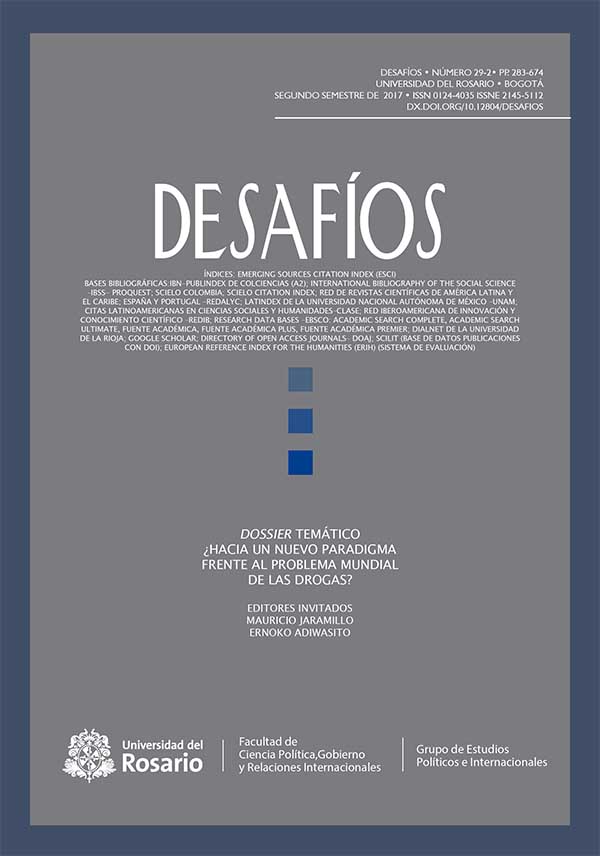 DESAFÍOS • NÚMERO 29-2• PP. 283-674
UNIVERSIDAD DEL ROSARIO • BOGOTÁ
SEGUNDO SEMESTRE DE 2017 • ISSN 0124-4035 ISSNE 2145-5112
DX.DOI.ORG/10.12804/DESAFIOS
DESAFÍOS
ÍNDICES: EMERGING SOURCES CITATION INDEX (ESCI)
BASES BIBLIOGRÁFICAS:IBN-PUBLINDEX DE COLCIENCIAS (A2); INTERNATIONAL BIBLIOGRAPHY OF THE SOCIAL SCIENCE
-IBSS- PROQUEST; SCIELO COLOMBIA; SCIELO CITATION INDEX; RED DE REVISTAS CIENTÍFICAS DE AMÉRICA LATINA Y
EL CARIBE; ESPAÑA Y PORTUGAL -REDALYC; LATINDEX DE LA UNIVERSIDAD NACIONAL AUTÓNOMA DE MÉXICO -UNAM;
CITAS LATINOAMERICANAS EN CIENCIAS SOCIALES Y HUMANIDADES-CLASE; RED IBEROAMERICANA DE INNOVACIÓN Y
CONOCIMIENTO CIENTÍFICO -REDIB; RESEARCH DATA BASES -EBSCO: ACADEMIC SEARCH COMPLETE, ACADEMIC SEARCH
ULTIMATE, FUENTE ACADÉMICA, FUENTE ACADÉMICA PLUS, FUENTE ACADÉMICA PREMIER; DIALNET DE LA UNIVERSIDAD
DE LA RIOJA; GOOGLE SCHOLAR; DIRECTORY OF OPEN ACCESS JOURNALS- DOAJ; SCILIT (BASE DE DATOS PUBLICACIONES
CON DOI); EUROPEAN REFERENCE INDEX FOR THE HUMANITIES (ERIH) (SISTEMA DE EVALUACIÓN)
DOSSIER TEMÁTICO
¿HACIA UN NUEVO PARADIGMA
FRENTE AL PROBLEMA MUNDIAL
DE LAS DROGAS?
EDITORES INVITADOS
MAURICIO JARAMILLO
ERNOKO ADIWASITO
Universidad del
Rosario
Facultad de
Ciencia Política,Gobierno
y Relaciones Internacionales
Grupo de Estudios
Políticos e Internacionales